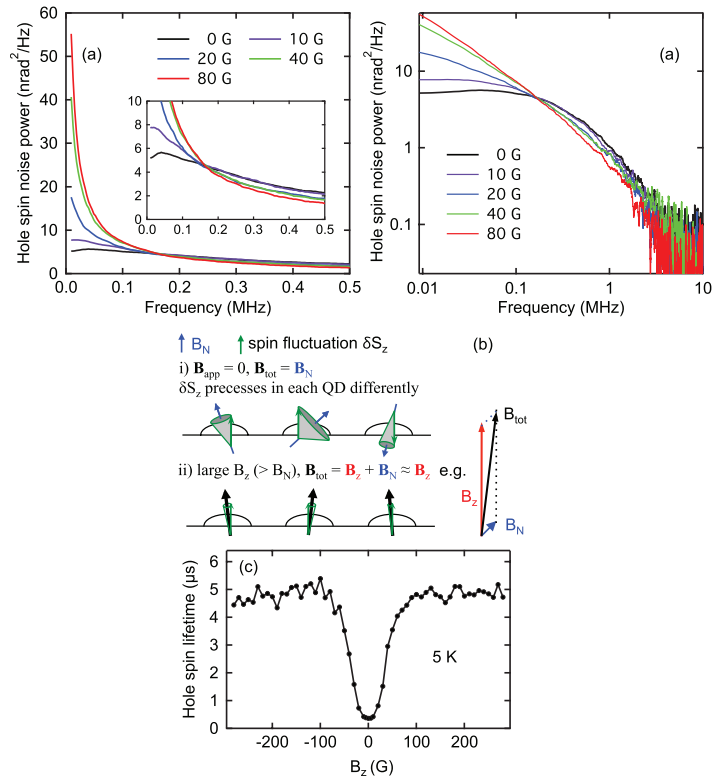 60
50
40
30
20
10
0
Hole spin noise power (nrad²/Hz)
(a)
0 G
10 G
20 G
40 G
80 G
10
8
6
4
2
0
0.0 0.1 0.2 0.3 0.4 0.5
0.0 0.1 0.2 0.3 0.4 0.5
Frequency (MHz)
Hole spin noise power (nrad²/Hz)
10
1
0.1
(a)
0 G
10 G
20 G
40 G
80 G
0.01 0.1 1 10
Frequency (MHz)
B_N spin fluctuation δS_z
(b)
i) B_app = 0, B_tot = B_N
δS_z precesses in each QD differently
ii) large B_z (> B_N), B_tot = B_z + B_N ≈ B_z e.g.
B_tot
B_z
B_N
(c)
Hole spin lifetime (µs)
6
5
4
3
2
1
0
5 K
-200 -100 0 100 200
B_z (G)